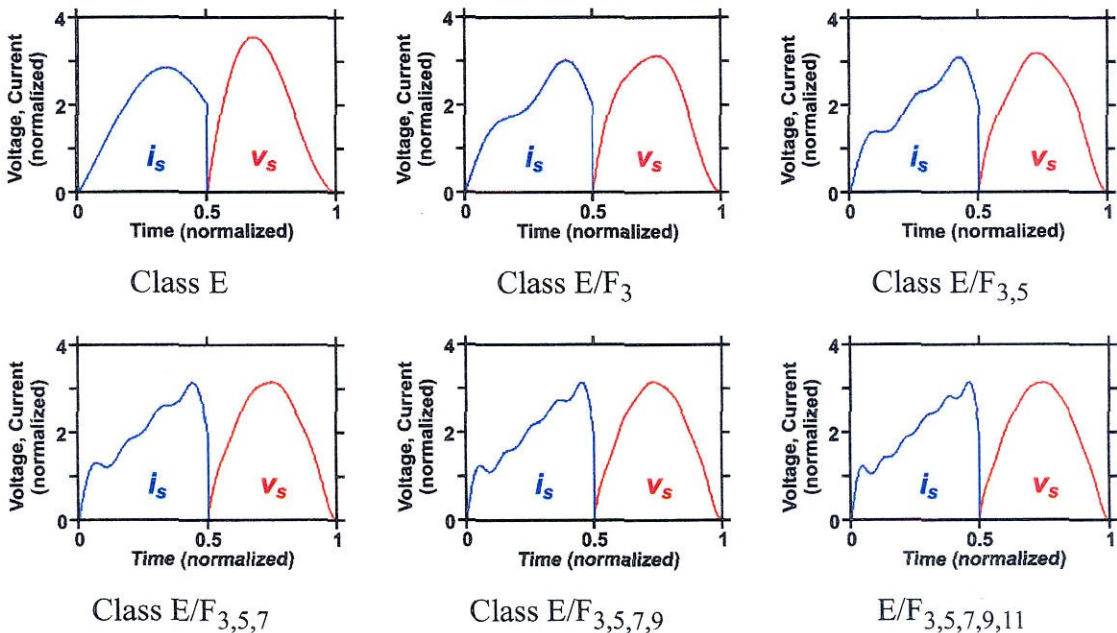 4
Voltage, Current
(normalized)
2
0
i_s
v_s
0
0.5
1
Time (normalized)
Class E
4
Voltage, Current
(normalized)
2
0
i_s
v_s
0
0.5
1
Time (normalized)
Class E/F_3
4
Voltage, Current
(normalized)
2
0
i_s
v_s
0
0.5
1
Time (normalized)
Class E/F_3,5
4
Voltage, Current
(normalized)
2
0
i_s
v_s
0
0.5
1
Time (normalized)
Class E/F_3,5,7
4
Voltage, Current
(normalized)
2
0
i_s
v_s
0
0.5
1
Time (normalized)
Class E/F_3,5,7,9
4
Voltage, Current
(normalized)
2
0
i_s
v_s
0
0.5
1
Time (normalized)
E/F_3,5,7,9,11